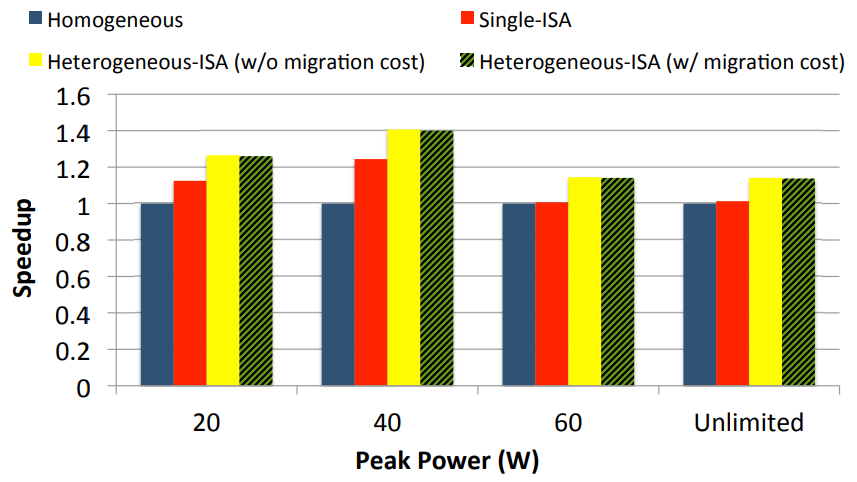 Homogeneous
Single-ISA
Heterogeneous-ISA (w/o migration cost)
Heterogeneous-ISA (w/ migration cost)
1.6
1.4
1.2
1
0.8
0.6
0.4
0.2
0
Speedup
20
40
60
Unlimited
Peak Power (W)